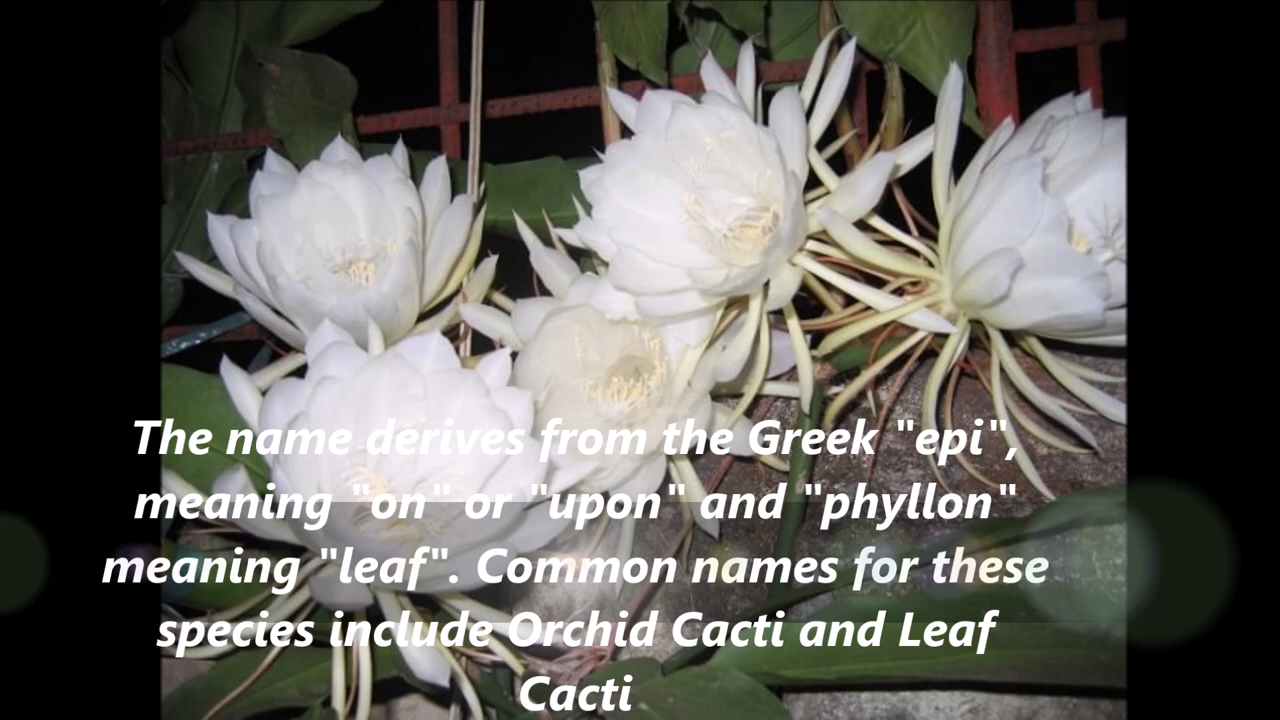 The name derives from the Greek "epi",
meaning "on" or "upon" and "phyllon"
meaning "leaf". Common names for these
species include Orchid Cacti and Leaf
Cacti